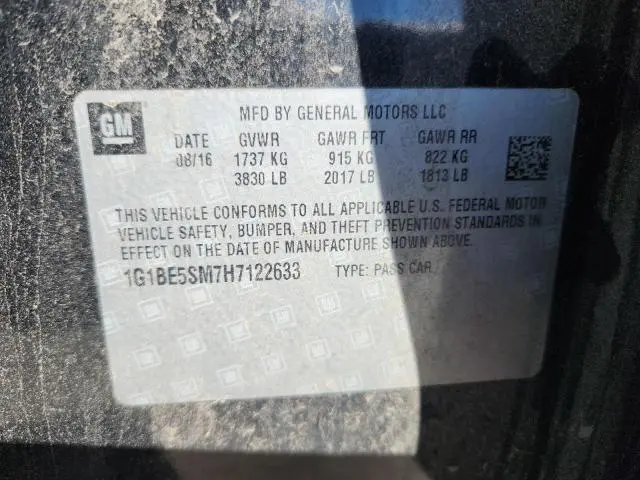 GM
MFD BY GENERAL MOTORS LLC
DATE GVWR GAWR FRT GAWR RR
08/16 1737 KG 915 KG 822 KG
3830 LB 2017 LB 1813 LB
THIS VEHICLE CONFORMS TO ALL APPLICABLE U.S. FEDERAL MOTOR
VEHICLE SAFETY, BUMPER, AND THEFT PREVENTION STANDARDS IN
EFFECT ON THE DATE OF MANUFACTURE SHOWN ABOVE.
1G1BE5SM7H7122633 TYPE: PASS CAR